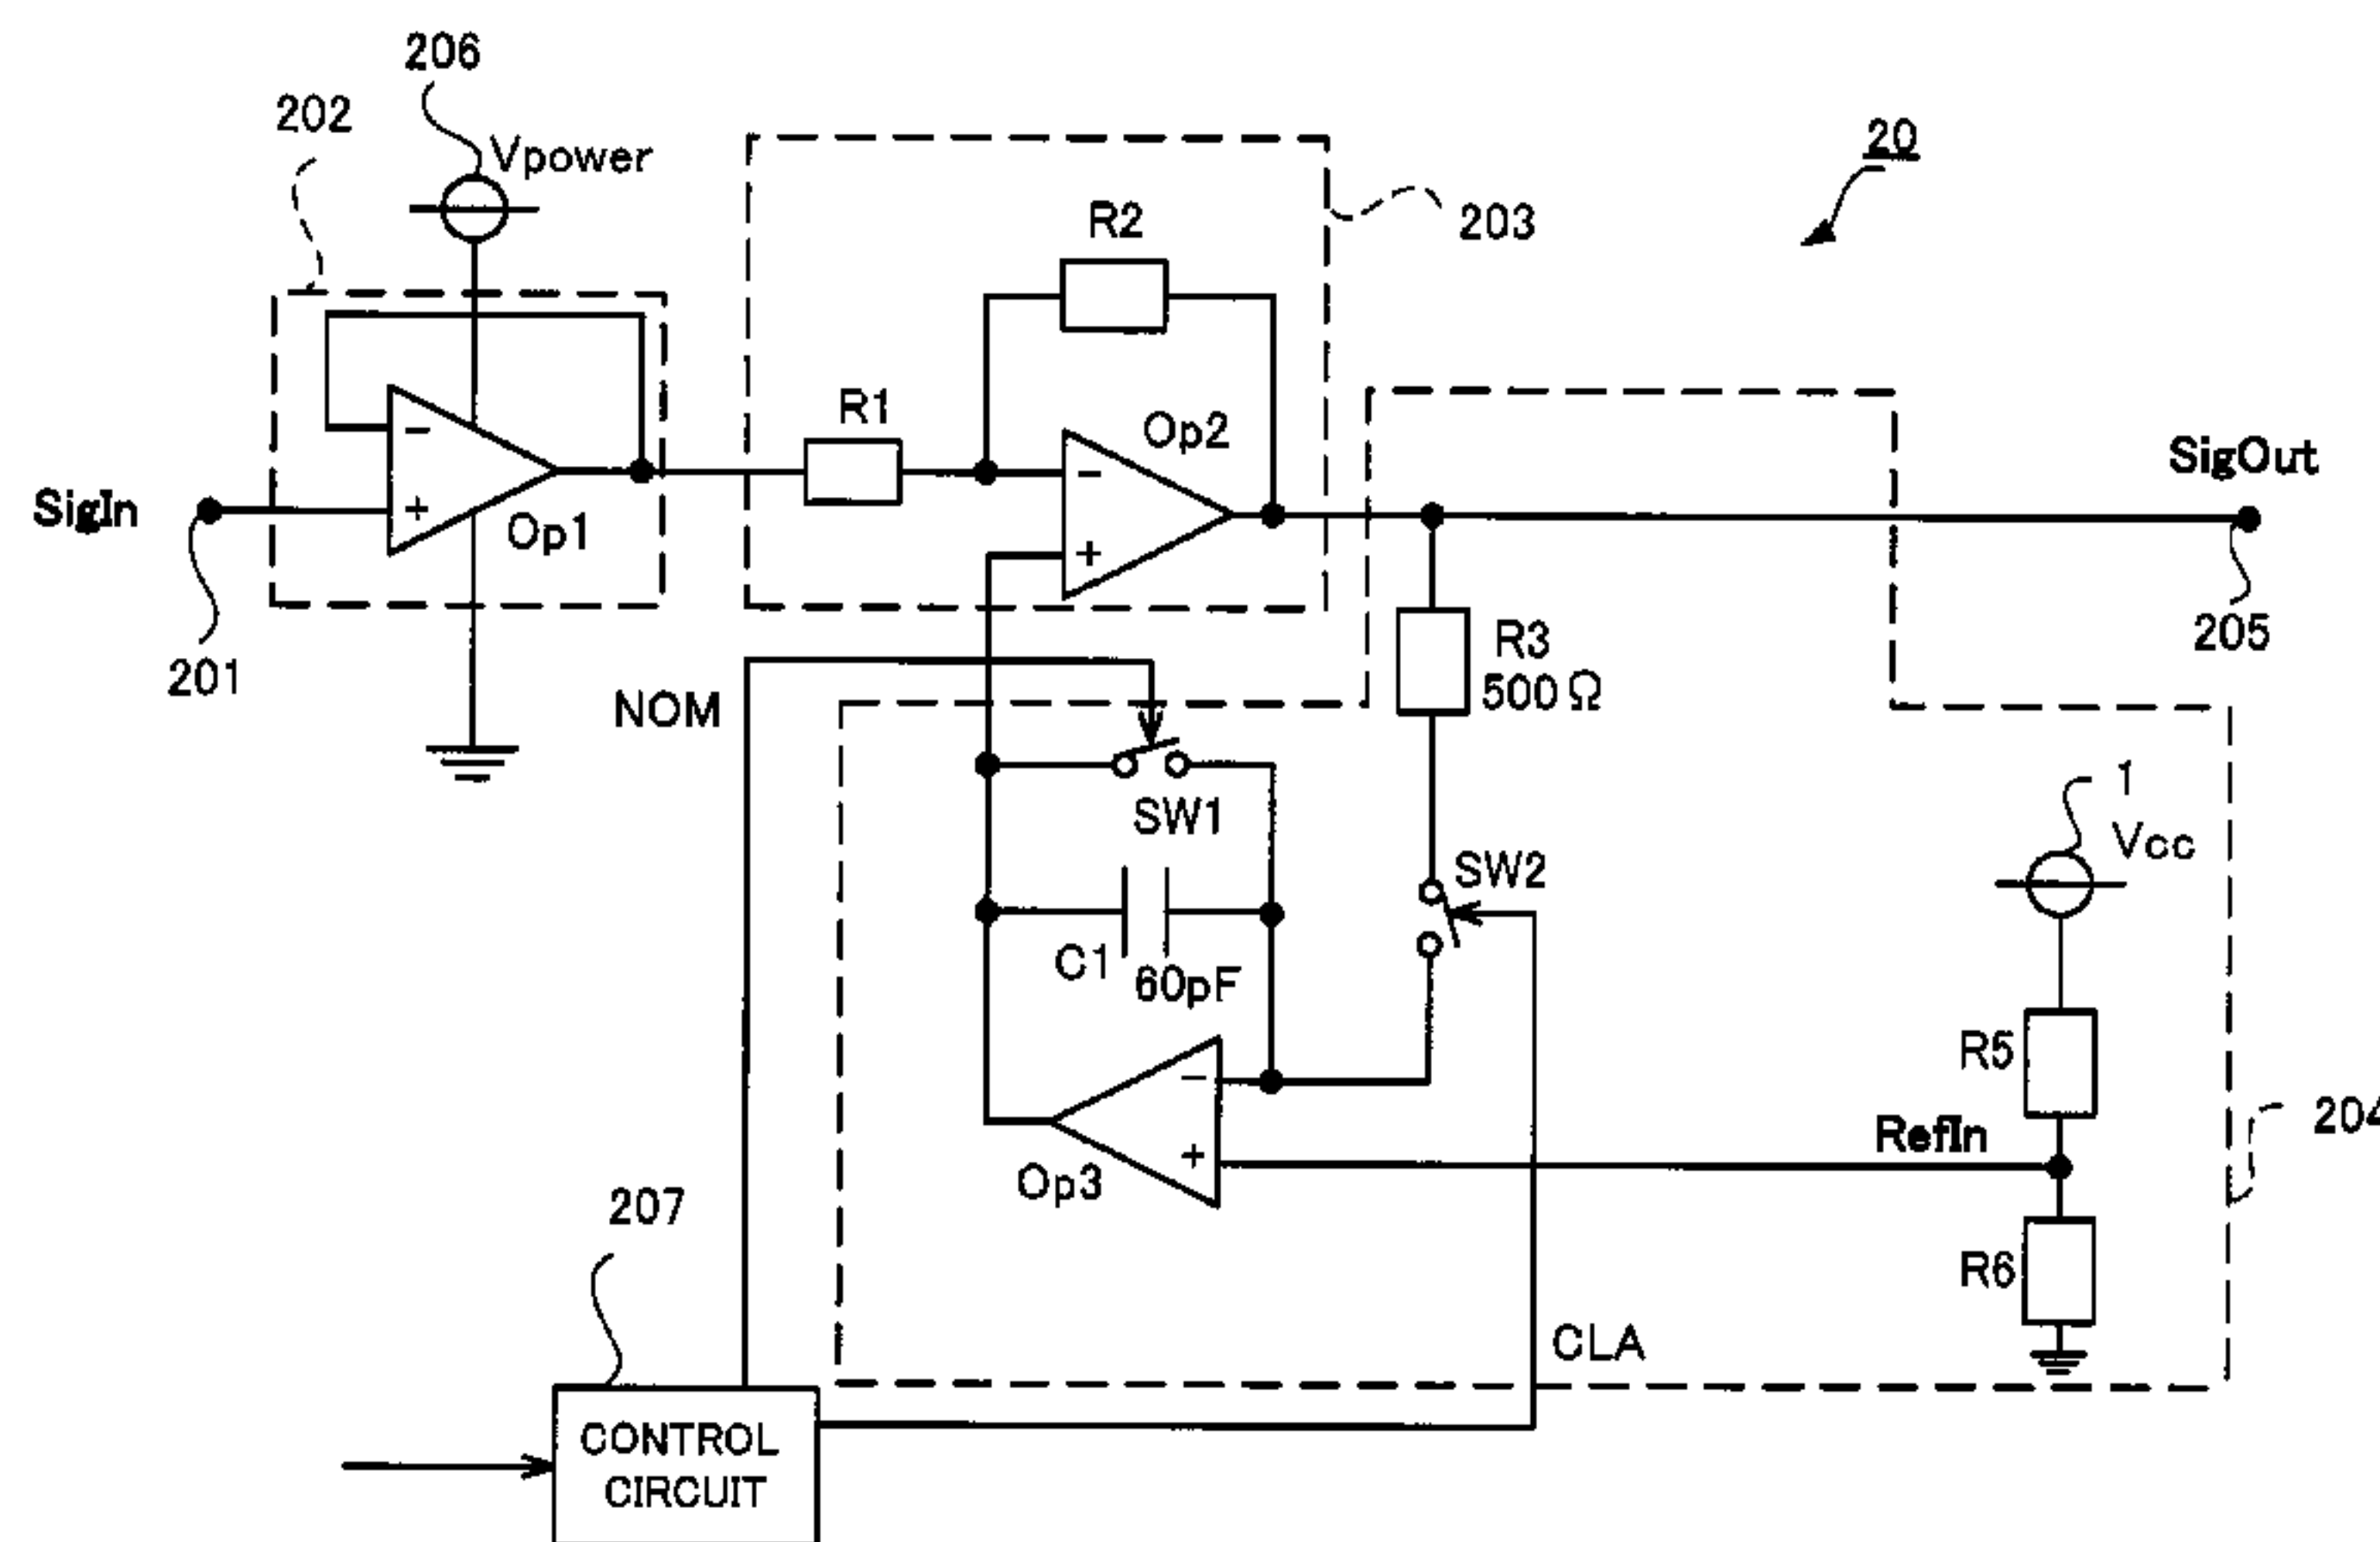 206
202
Vpower
20
203
R2
R1
Op2
SigOut
SigIn
Op1
205
201
R3
500 Ω
NOM
1
SW1
Vcc
SW2
C1
60pF
R5
RefIn
204
Op3
207
R6
CLA
CONTROL
CIRCUIT
−
+
−
+
−
+